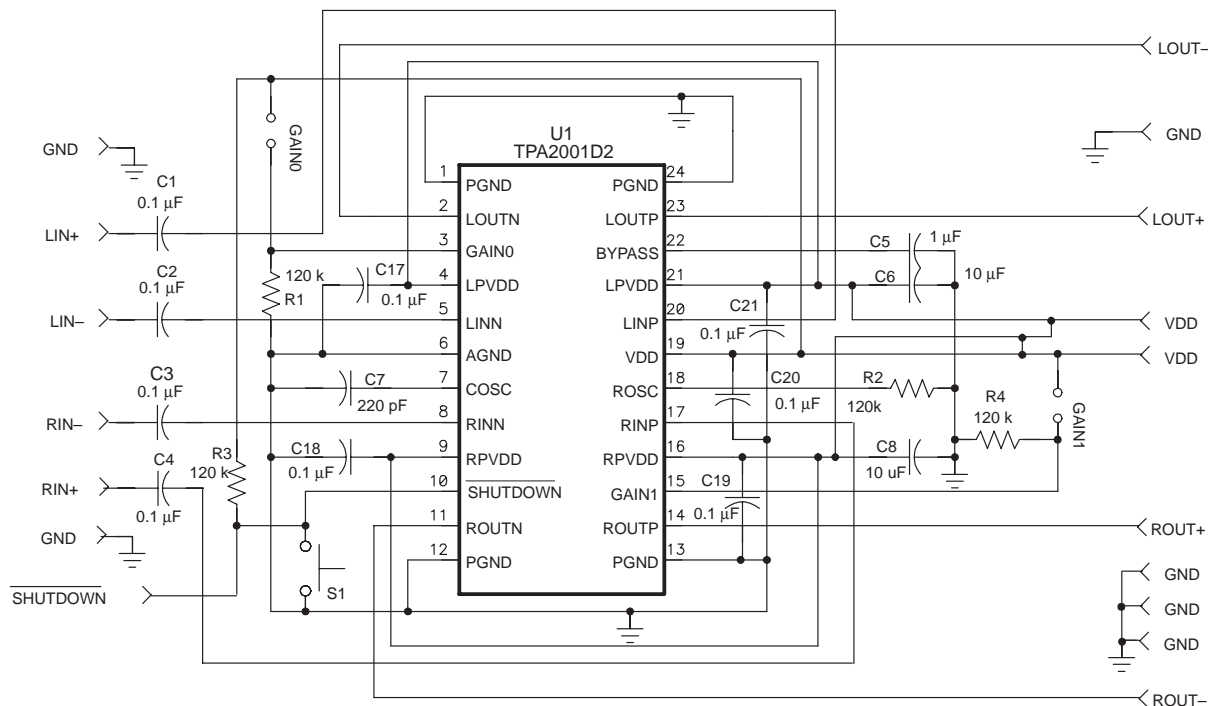 LOUT–
GND
GND
GAIN0
U1
TPA2001D2
C1
0.1 µF
1 PGND
PGND 24
2 LOUTN
LOUTP 23
LOUT+
LIN+
3 GAIN0
BYPASS 22
C5
1 µF
C2
0.1 µF
120 k
R1
C17
0.1 µF
4 LPVDD
LPVDD 21
C6
10 µF
LIN–
5 LINN
LINP 20
C21
0.1 µF
VDD
6 AGND
VDD 19
VDD
C3
0.1 µF
C7
220 pF
7 COSC
ROSC 18
C20
0.1 µF
R2
120k
R4
120 k
GAIN1
RIN–
8 RINN
RINP 17
R3
120 k
C18
0.1 µF
9 RPVDD
RPVDD 16
C8
10 uF
C4
0.1 µF
RIN+
10 SHUTDOWN
GAIN1 15
C19
0.1 µF
GND
11 ROUTN
ROUTP 14
ROUT+
12 PGND
PGND 13
GND
SHUTDOWN
S1
GND
GND
ROUT–